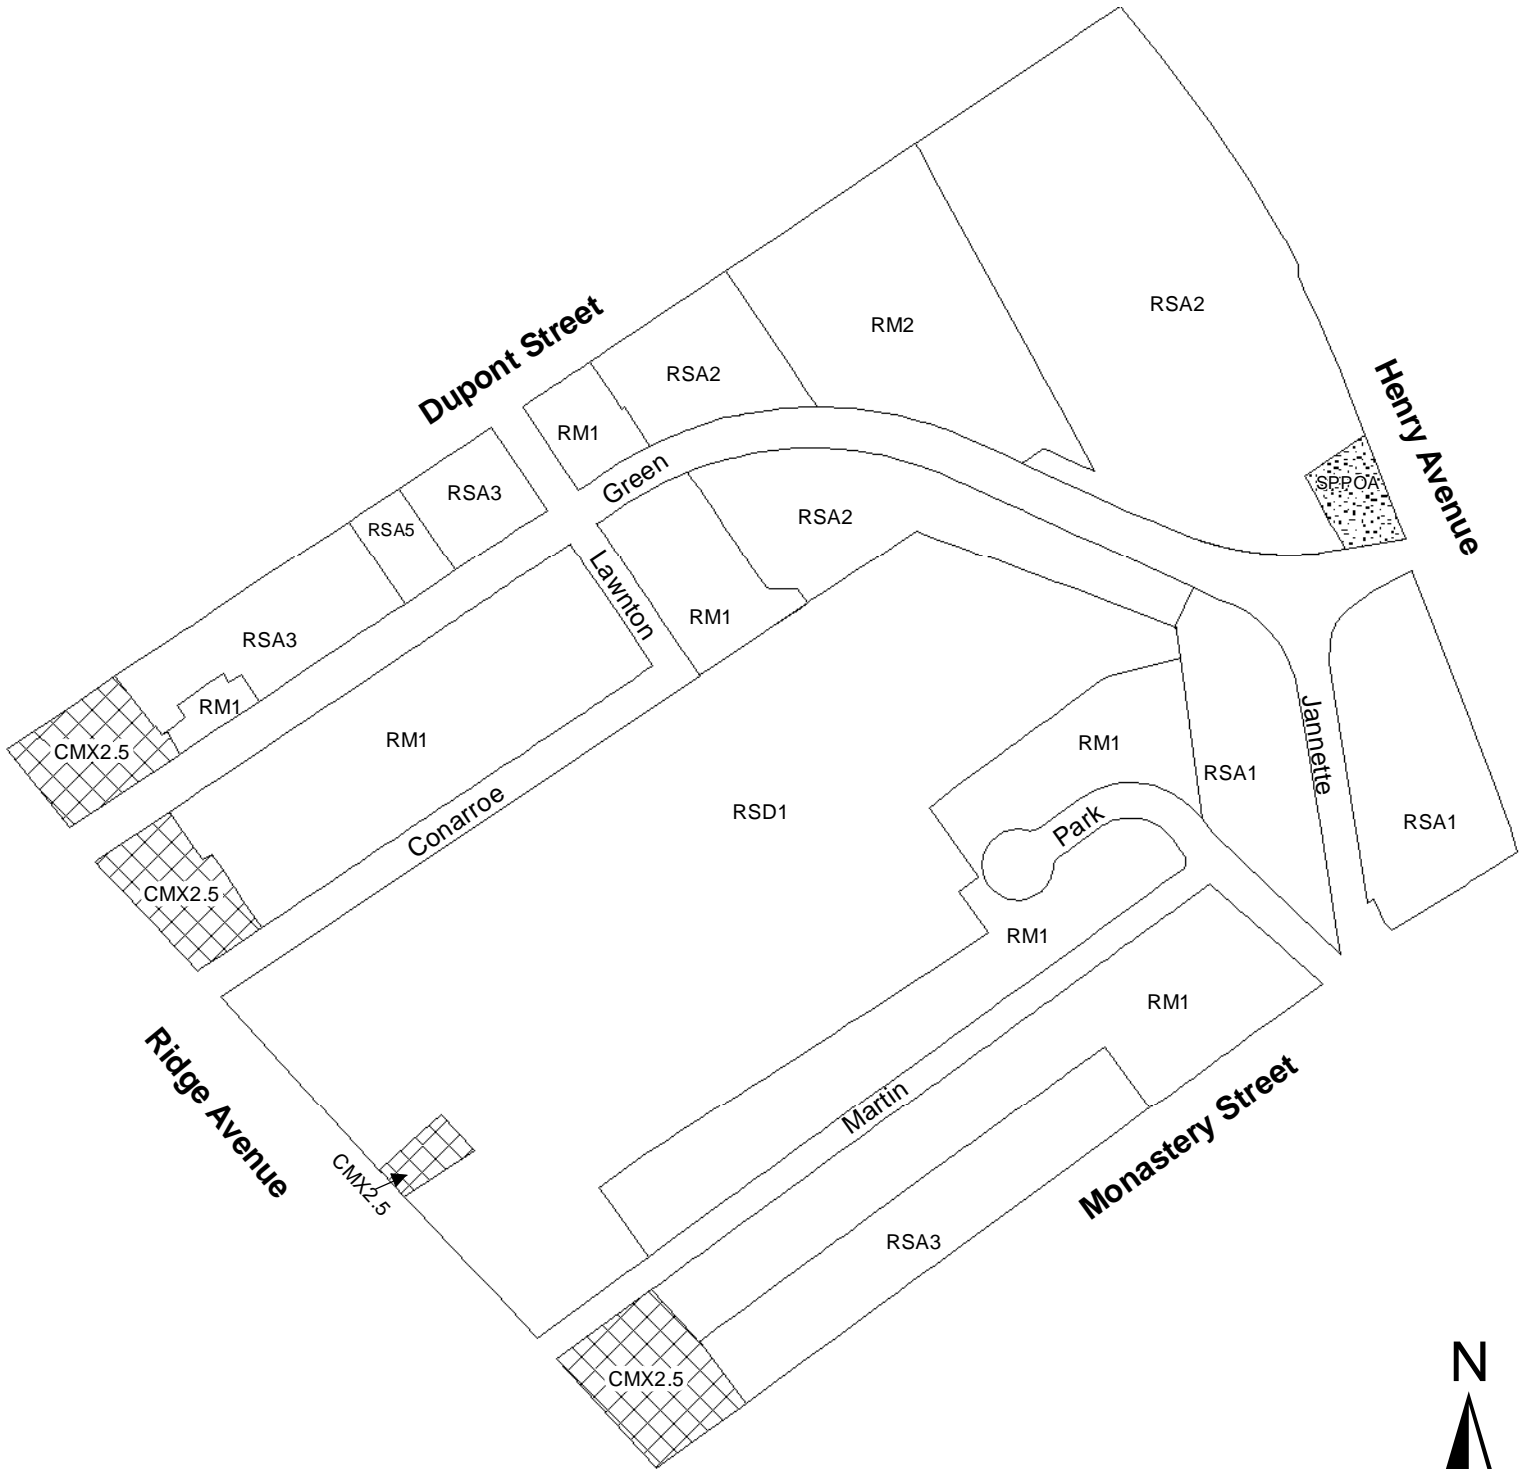 RSA2
Dupont Street
RM2
Henry Avenue
RSA2
RM1
Green
SPPOA
RSA3
RSA5
RSA2
Lawnton
RM1
RSA3
RM1
CMX2.5
RM1
RM1
RSA1
Jannette
RSD1
Park
RSA1
Conarroe
CMX2.5
RM1
RM1
Ridge Avenue
Martin
Monastery Street
CMX2.5
RSA3
CMX2.5
N